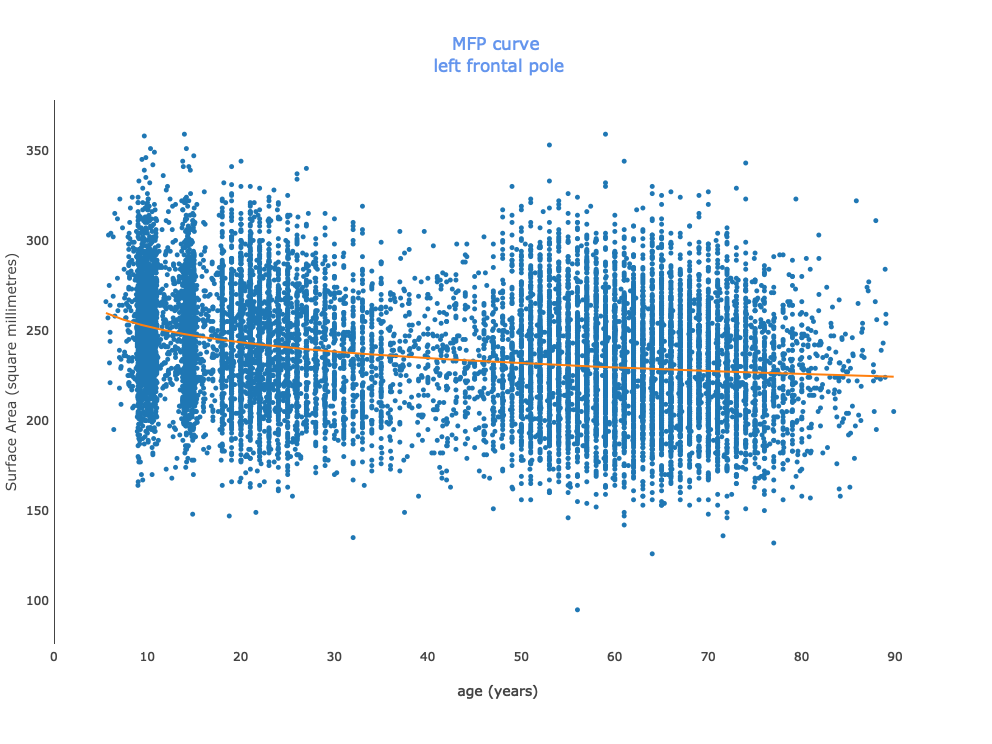 MFP curve
left frontal pole
350
300
250
200
150
100
Surface Area (square millimetres)
0 10 20 30 40 50 60 70 80 90
age (years)